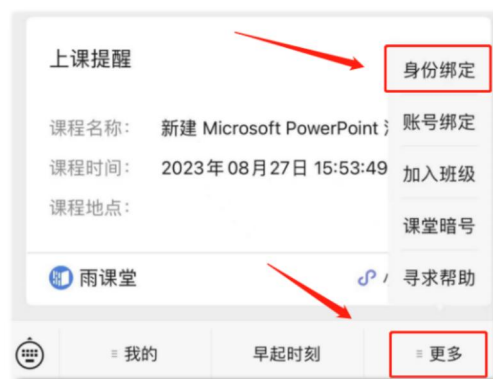 上课提醒
身份绑定
课程名称： 新建 Microsoft PowerPoint
账号绑定
课程时间： 2023年08月27日 15:53:49
加入班级
课程地点：
课堂暗号
雨课堂
寻求帮助
我的
早起时刻
更多